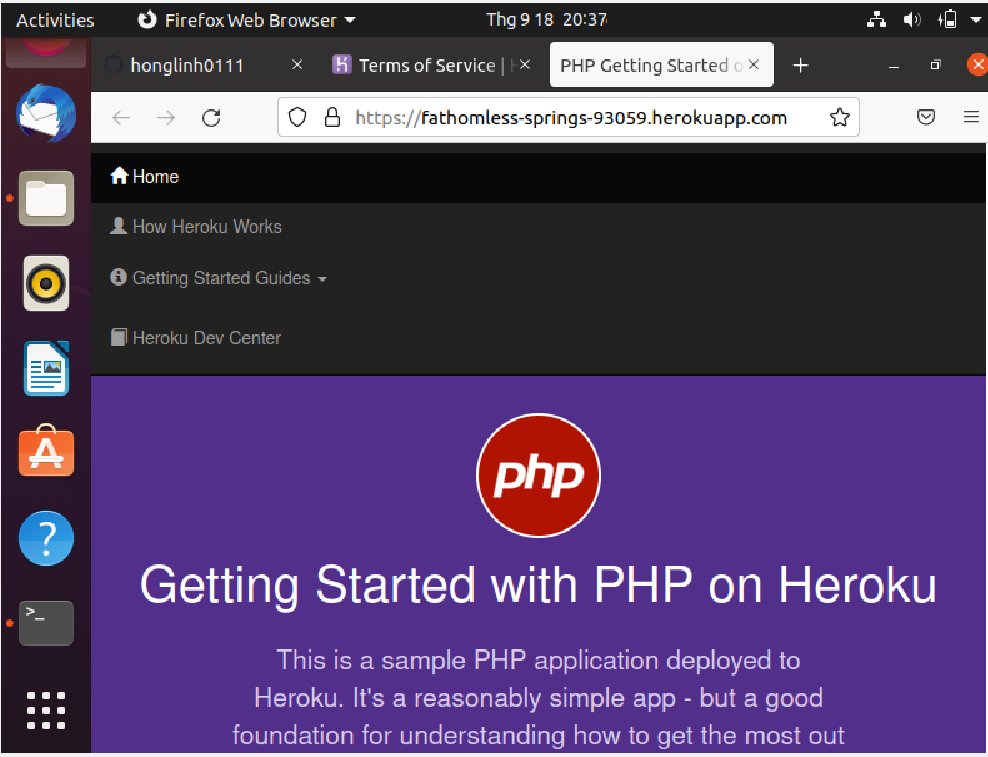 Activities Firefox Web Browser Thg 9 18 20:37
honglinh0111 Terms of Service | H PHP Getting Started o
https://fathomless-springs-93059.herokuapp.com
Home
How Heroku Works
Getting Started Guides
Heroku Dev Center
php
Getting Started with PHP on Heroku
This is a sample PHP application deployed to
Heroku. It's a reasonably simple app - but a good
foundation for understanding how to get the most out